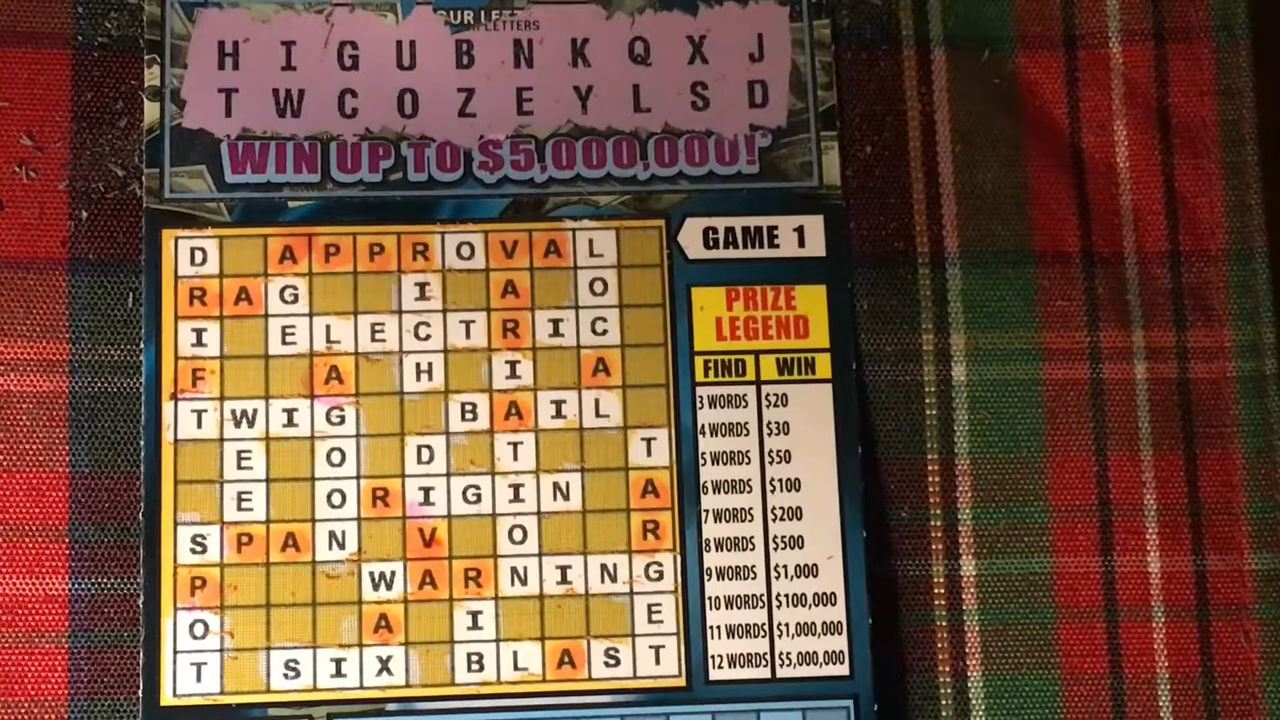 YOUR LETTERS
H I G U B N K Q X J
T W C O Z E Y L S D
WIN UP TO $5,000,000!*
GAME 1
D A P P R O V A L
R A G I A O
I E L E C T R I C C
F A H I A
T W I G B A I L L
E O D T T
E O R I G I N A
S P A N V O R
P W A R N I N G
O A I E
T S I X B L A S T
PRIZE
LEGEND
FIND WIN
3 WORDS $20
4 WORDS $30
5 WORDS $50
6 WORDS $100
7 WORDS $200
8 WORDS $500
9 WORDS $1,000
10 WORDS $100,000
11 WORDS $1,000,000
12 WORDS $5,000,000